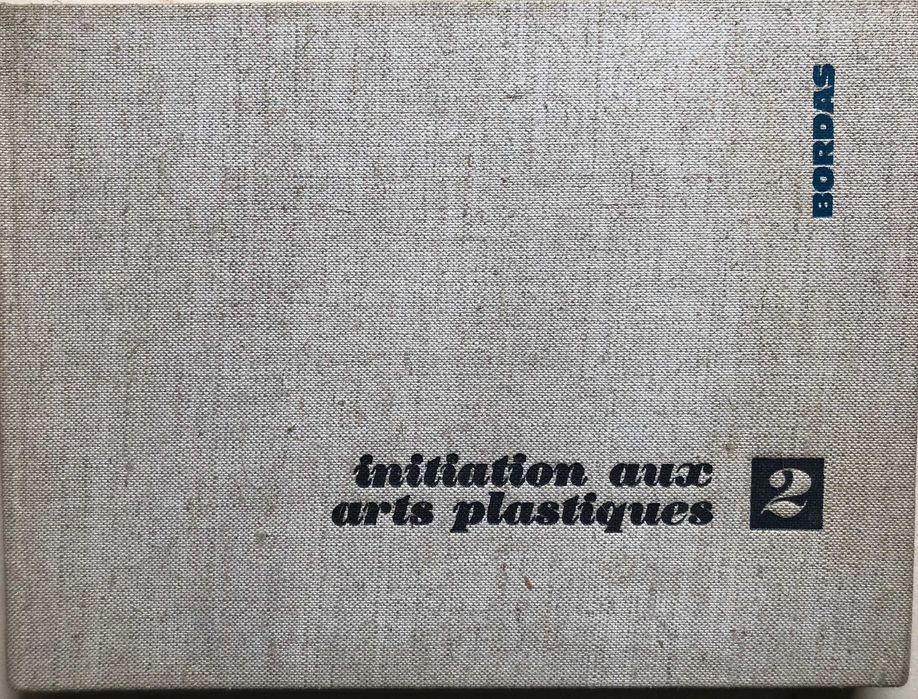 BORDAS
initiation aux
arts plastiques
2